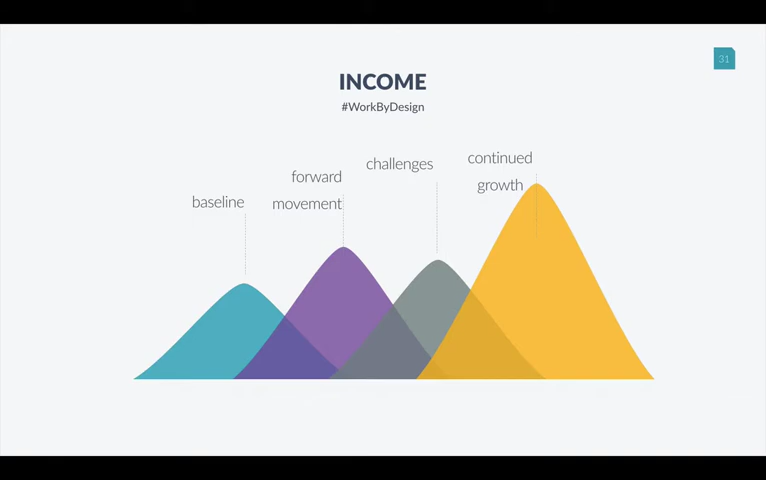 31
INCOME
#WorkByDesign
baseline
forward
movement
challenges
continued
growth